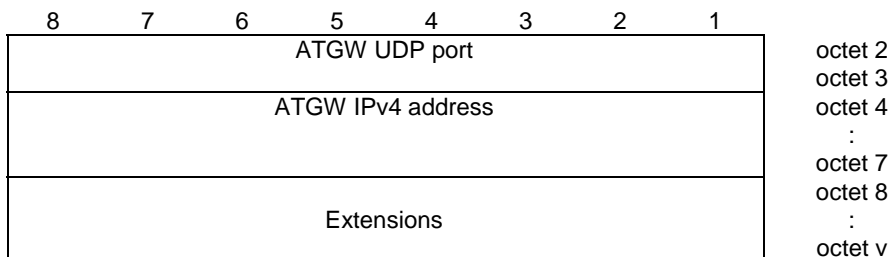 8 7 6 5 4 3 2 1
ATGW UDP port octet 2
octet 3
ATGW IPv4 address octet 4
:
octet 7
octet 8
Extensions :
octet v